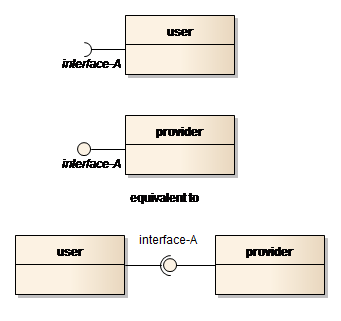 user
interface-A
provider
interface-A
equivalent to
interface-A
user
provider